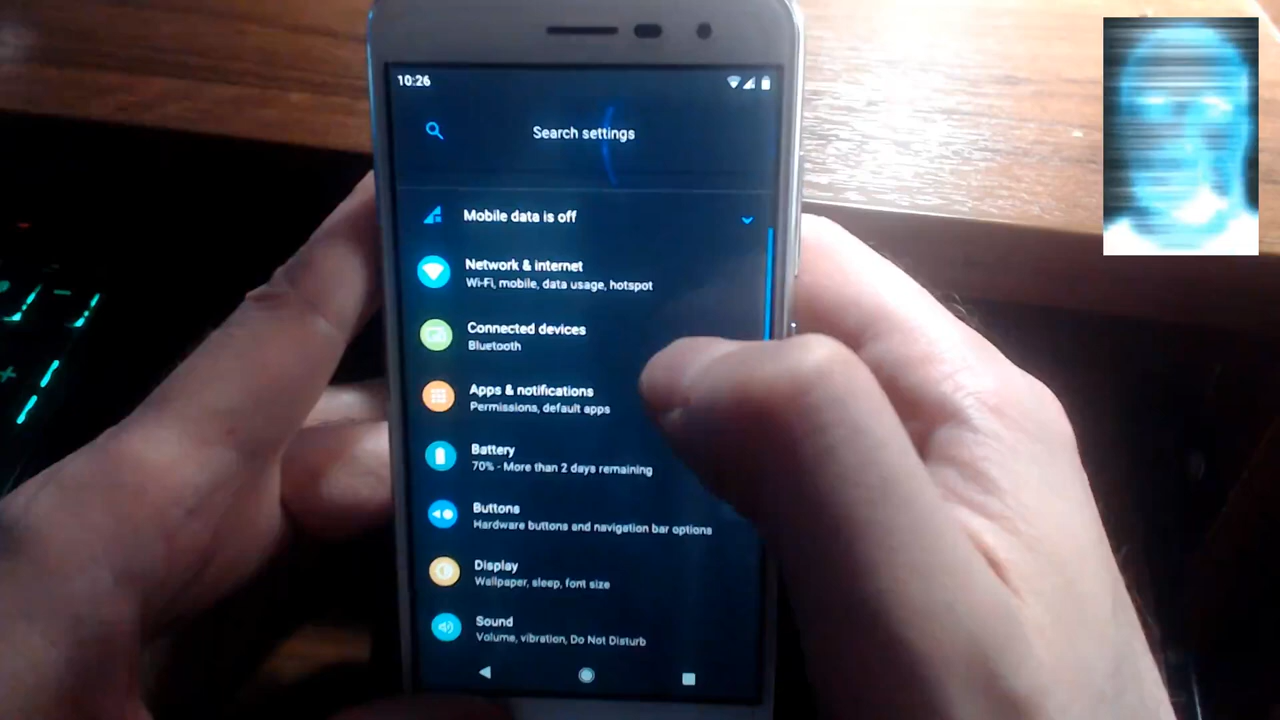 10:26
Search settings
Mobile data is off
Network & internet
Wi-Fi, mobile, data usage, hotspot
Connected devices
Bluetooth
Apps & notifications
Permissions, default apps
Battery
70% - More than 2 days remaining
Buttons
Hardware buttons and navigation bar options
Display
Wallpaper, sleep, font size
Sound
Volume, vibration, Do Not Disturb